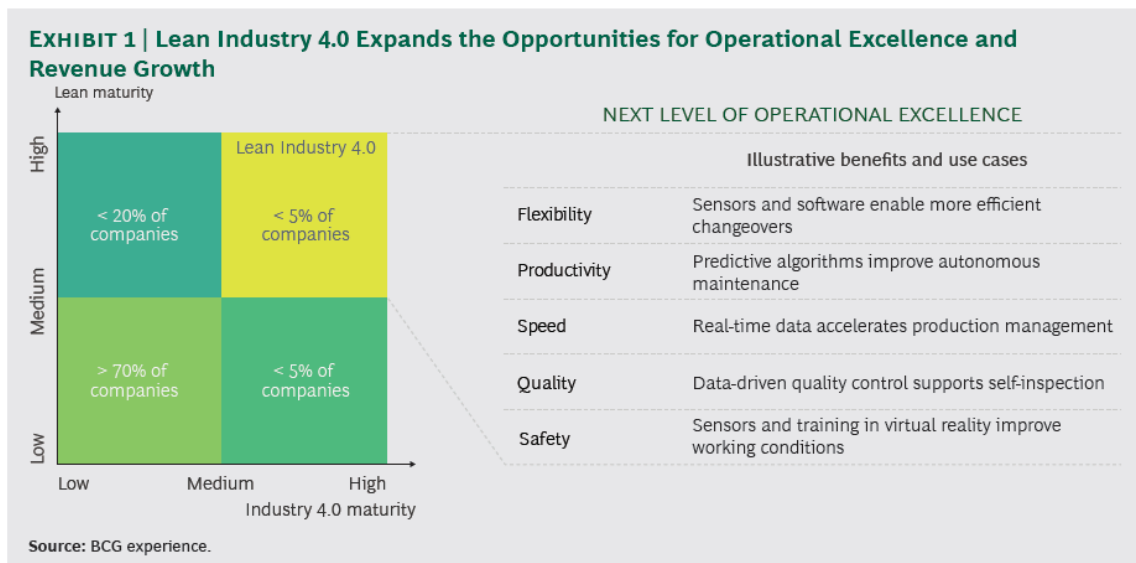 EXHIBIT 1 | Lean Industry 4.0 Expands the Opportunities for Operational Excellence and
Revenue Growth
Lean maturity
High
Medium
Low
Lean Industry 4.0
< 20% of
companies
< 5% of
companies
> 70% of
companies
< 5% of
companies
Low
Medium
High
Industry 4.0 maturity
NEXT LEVEL OF OPERATIONAL EXCELLENCE
Illustrative benefits and use cases
Flexibility
Sensors and software enable more efficient
changeovers
Productivity
Predictive algorithms improve autonomous
maintenance
Speed
Real-time data accelerates production management
Quality
Data-driven quality control supports self-inspection
Safety
Sensors and training in virtual reality improve
working conditions
Source: BCG experience.